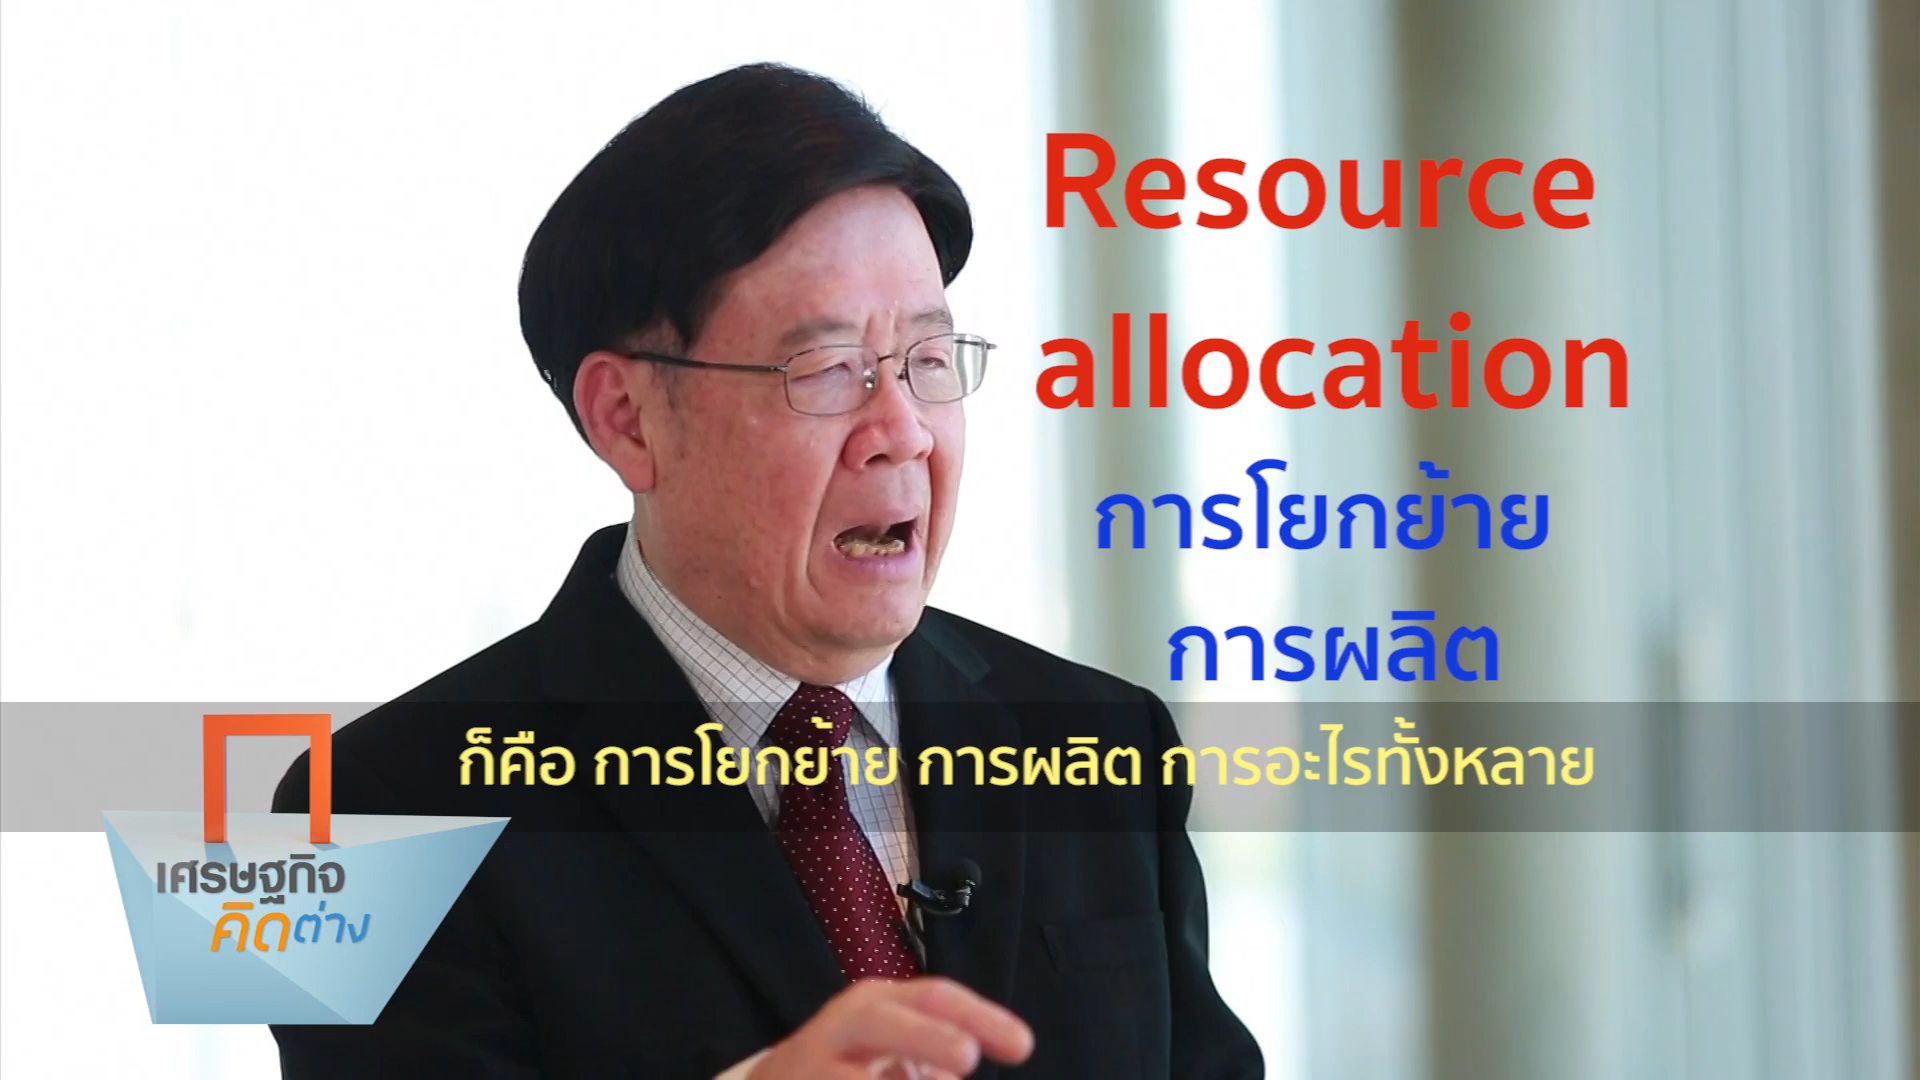 Resource
allocation
การโยกย้าย
การผลิต
ก็คือ การโยกย้าย การผลิต การอะไรทั้งหลาย
เศรษฐกิจ
คิดต่าง